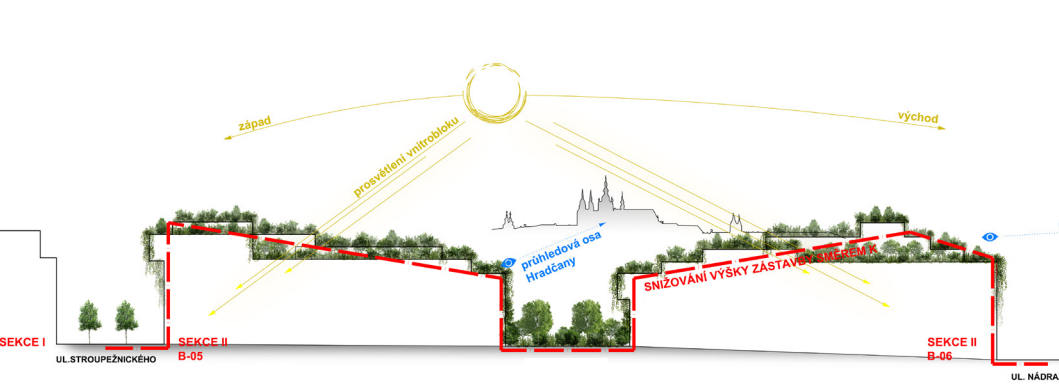 západ
východ
prosvětlení vnitrobloku
průhledová osa
Hradčany
SNIŽOVÁNÍ VÝŠKY ZÁSTAVBY SMĚREM K
SEKCE I
SEKCE II
B-05
SEKCE II
B-06
UL.STROUPEŽNICKÉHO
UL. NÁDRA